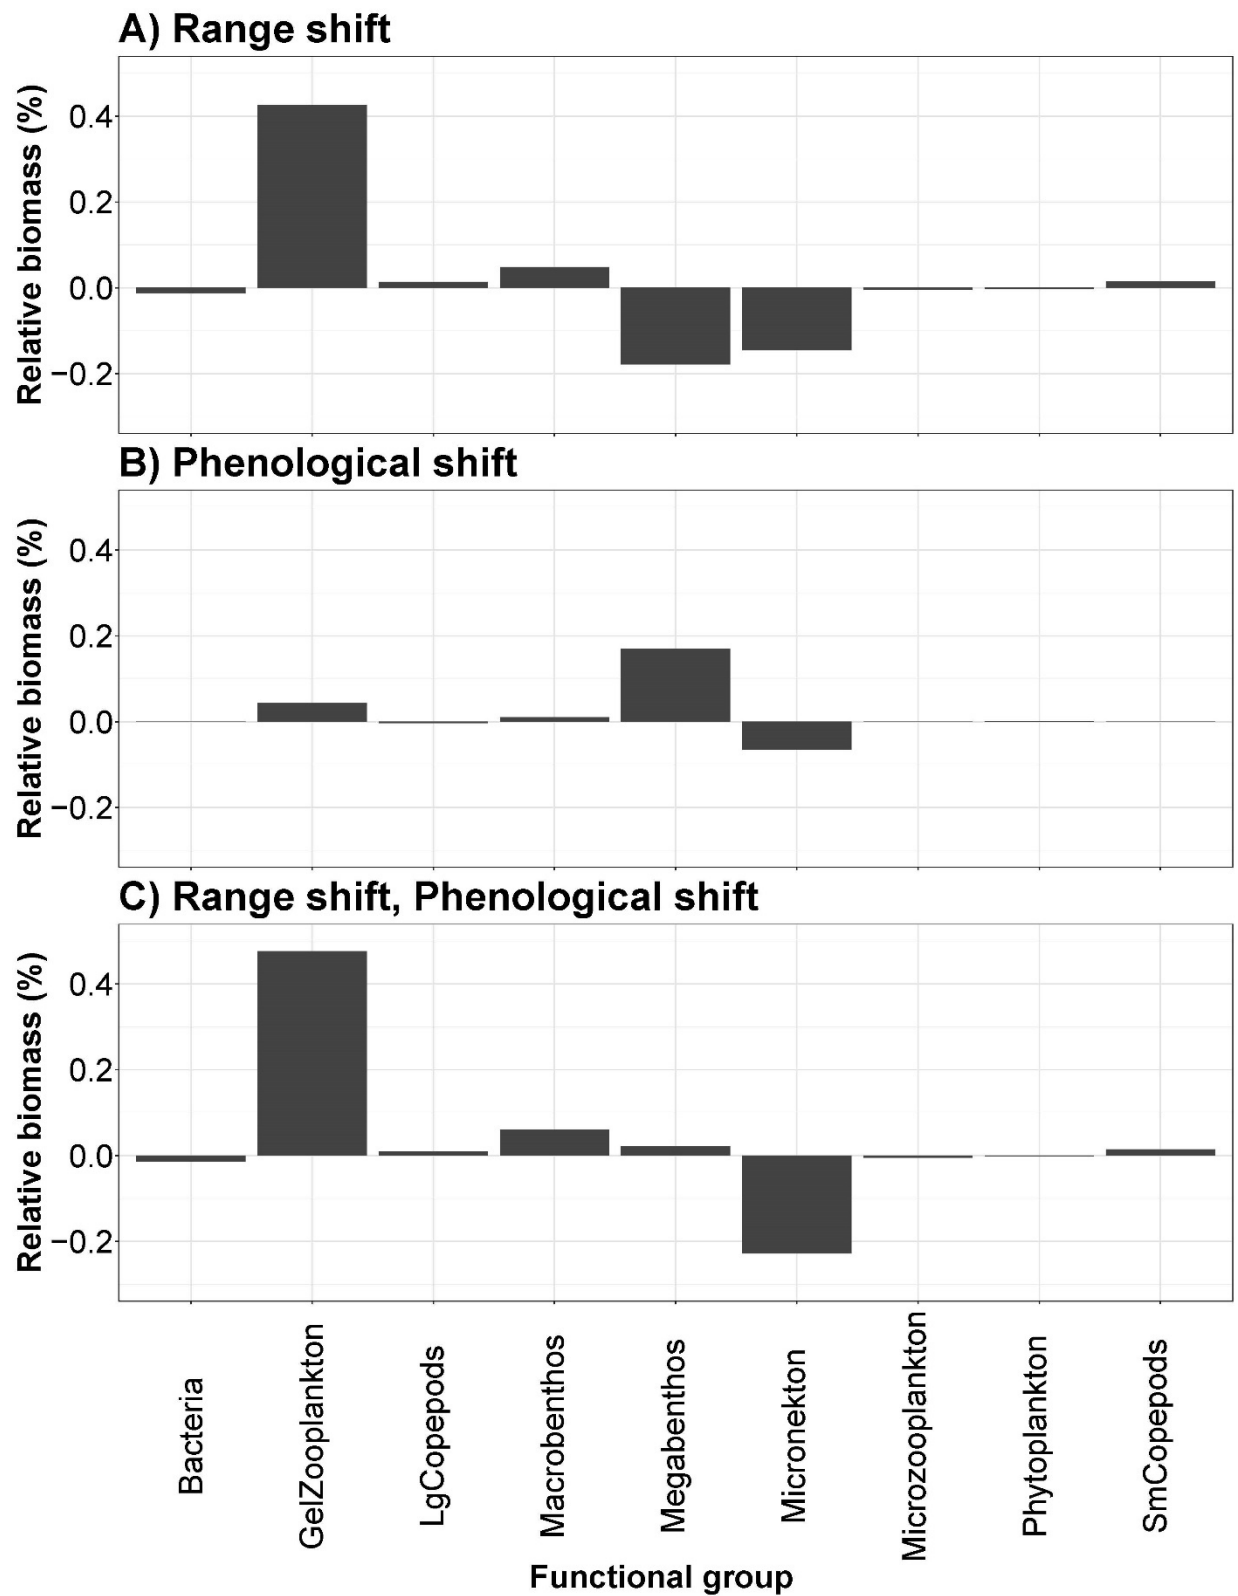 A) Range shift
Relative biomass (%)
0.4
0.2
0.0
−0.2
B) Phenological shift
Relative biomass (%)
0.4
0.2
0.0
−0.2
C) Range shift, Phenological shift
Relative biomass (%)
0.4
0.2
0.0
−0.2
Bacteria
GelZooplankton
LgCopepods
Macrobenthos
Megabenthos
Micronekton
Microzooplankton
Phytoplankton
SmCopepods
Functional group